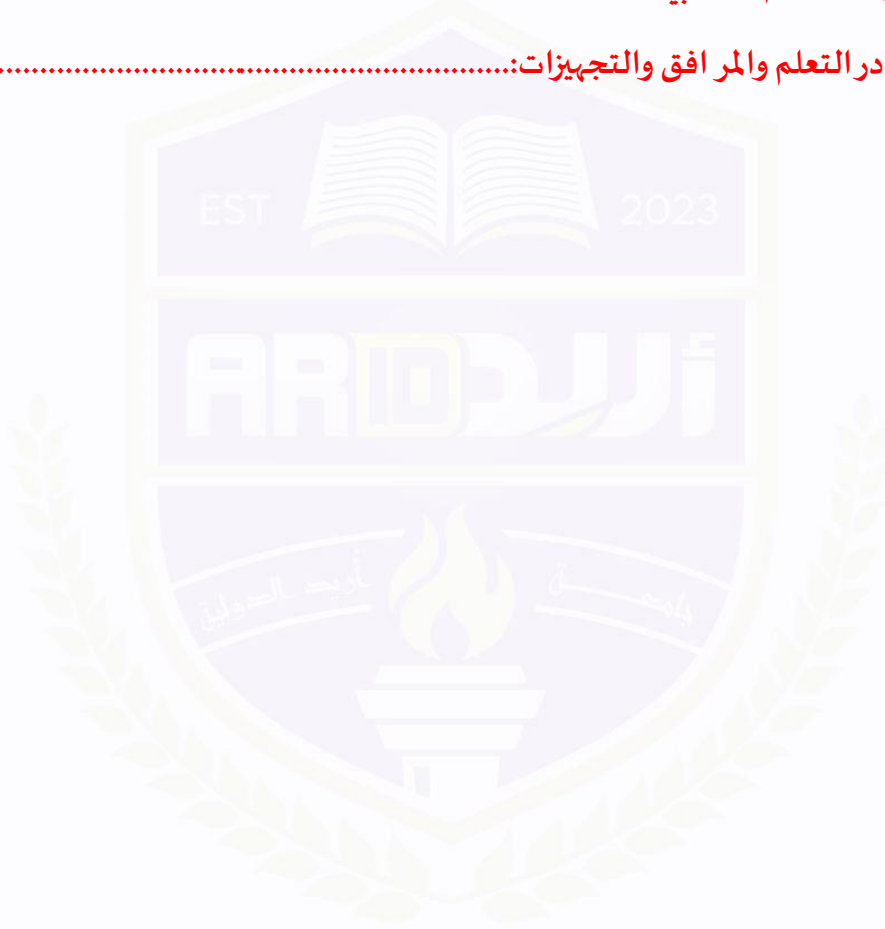 در التعلم والمر افق والتجهيزات:............................................................
EST 2023
ARID أريد
جامعة أريد الدولية